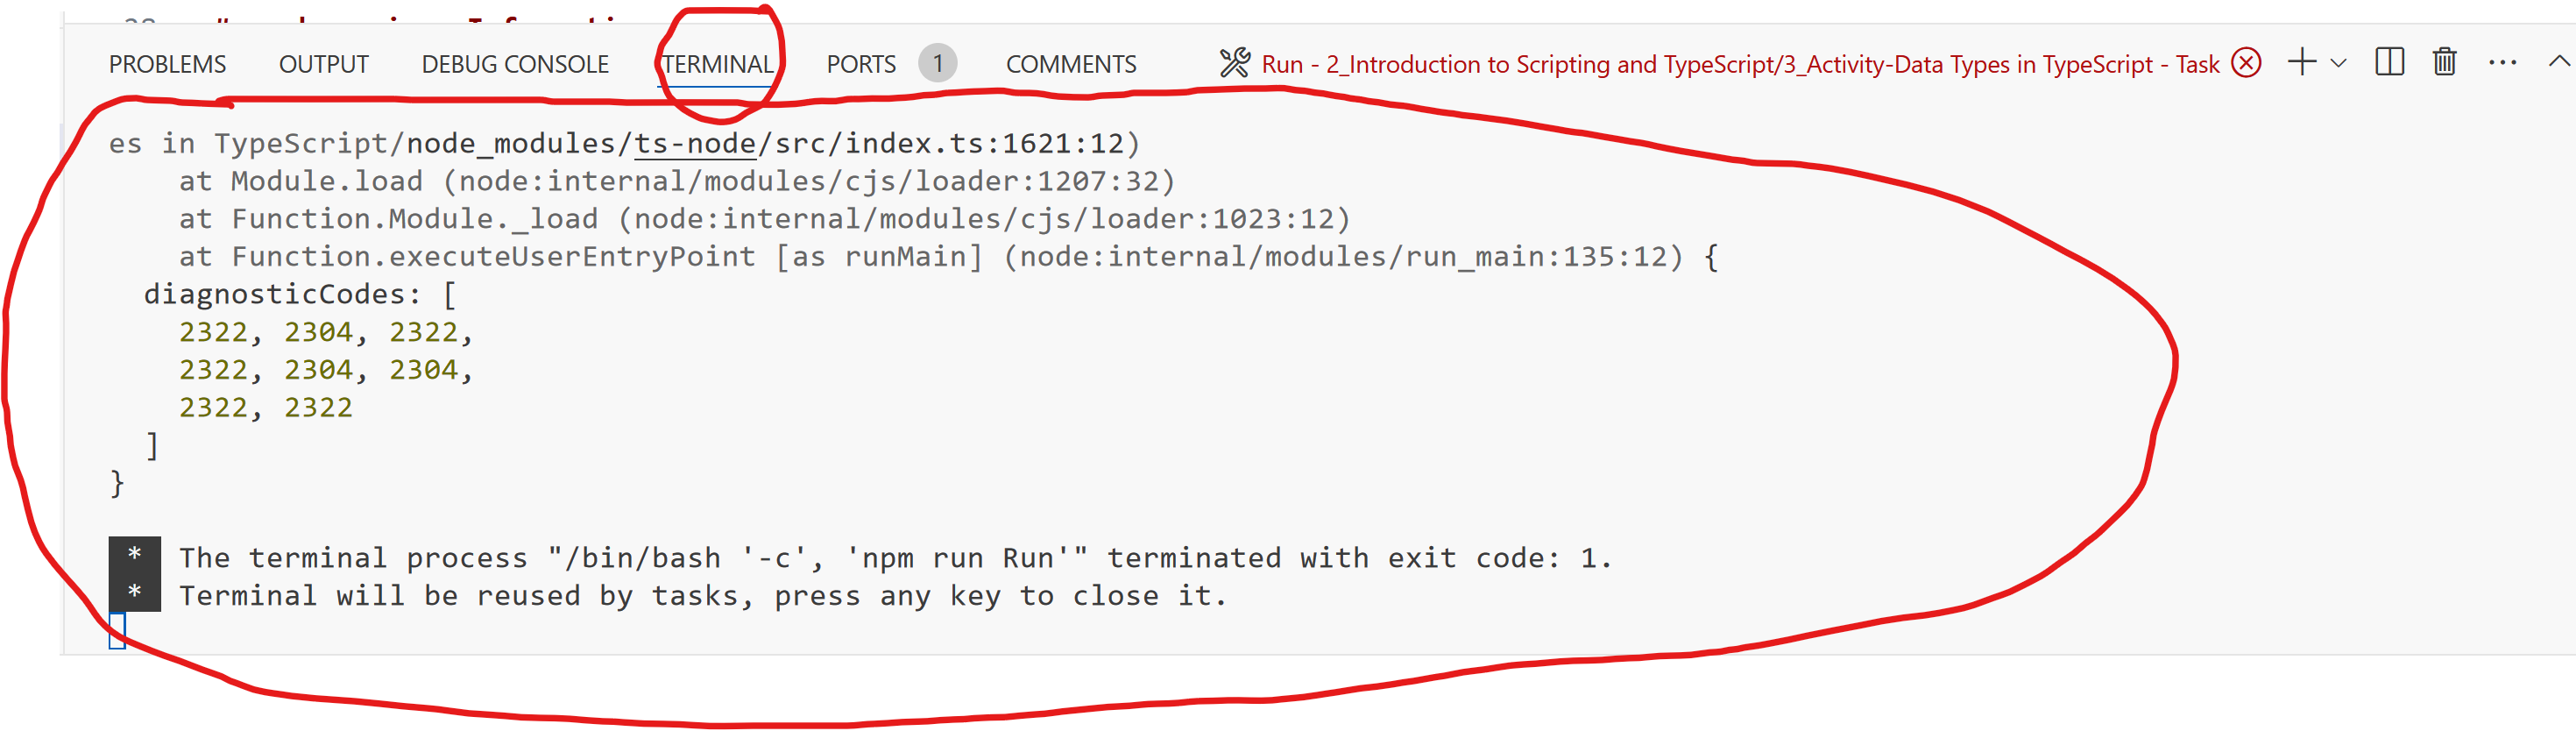 PROBLEMS OUTPUT DEBUG CONSOLE TERMINAL PORTS 1 COMMENTS Run - 2_Introduction to Scripting and TypeScript/3_Activity-Data Types in TypeScript - Task
es in TypeScript/node_modules/ts-node/src/index.ts:1621:12)
at Module.load (node:internal/modules/cjs/loader:1207:32)
at Function.Module._load (node:internal/modules/cjs/loader:1023:12)
at Function.executeUserEntryPoint [as runMain] (node:internal/modules/run_main:135:12) {
diagnosticCodes: [
2322, 2304, 2322,
2322, 2304, 2304,
2322, 2322
]
}
* The terminal process "/bin/bash '-c', 'npm run Run'" terminated with exit code: 1.
* Terminal will be reused by tasks, press any key to close it.